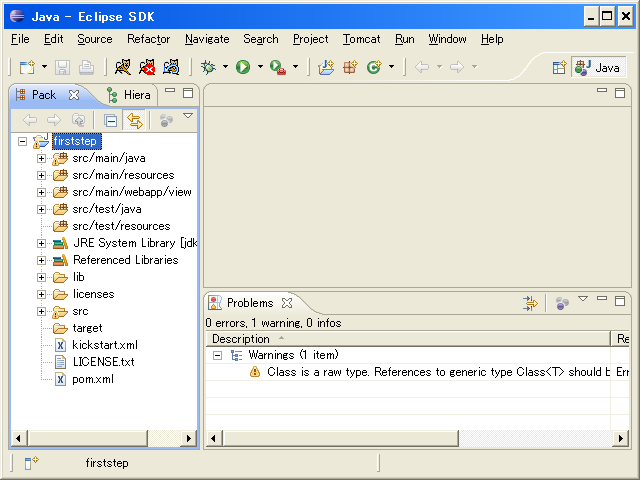 Java - Eclipse SDK
File Edit Source Refactor Navigate Search Project Tomcat Run Window Help
Java
Pack Hiera
firststep
src/main/java
src/main/resources
src/main/webapp/view
src/test/java
src/test/resources
JRE System Library [jdk
Referenced Libraries
lib
licenses
src
target
kickstart.xml
LICENSE.txt
pom.xml
Problems
0 errors, 1 warning, 0 infos
Description Re
Warnings (1 item)
Class is a raw type. References to generic type Class<T> should b Err
firststep